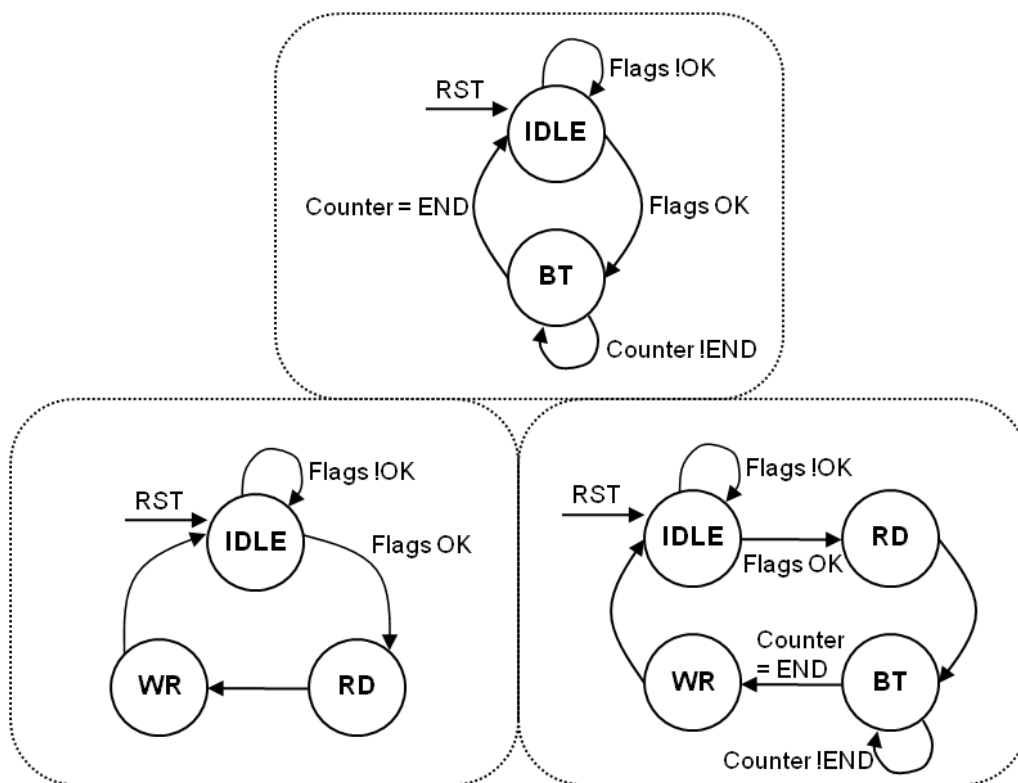 Flags !OK
RST
IDLE
Counter = END
Flags OK
BT
Counter !END
Flags !OK
RST
IDLE
Flags OK
WR
RD
Flags !OK
RST
IDLE
RD
Flags OK
Counter
= END
WR
BT
Counter !END